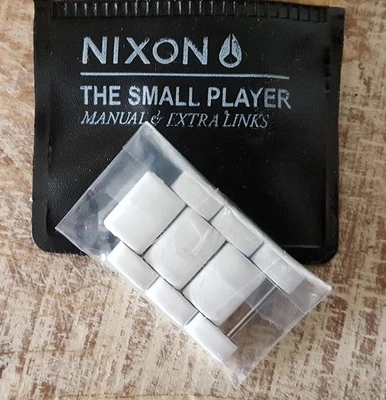 NIXON
THE SMALL PLAYER
MANUAL & EXTRA LINKS